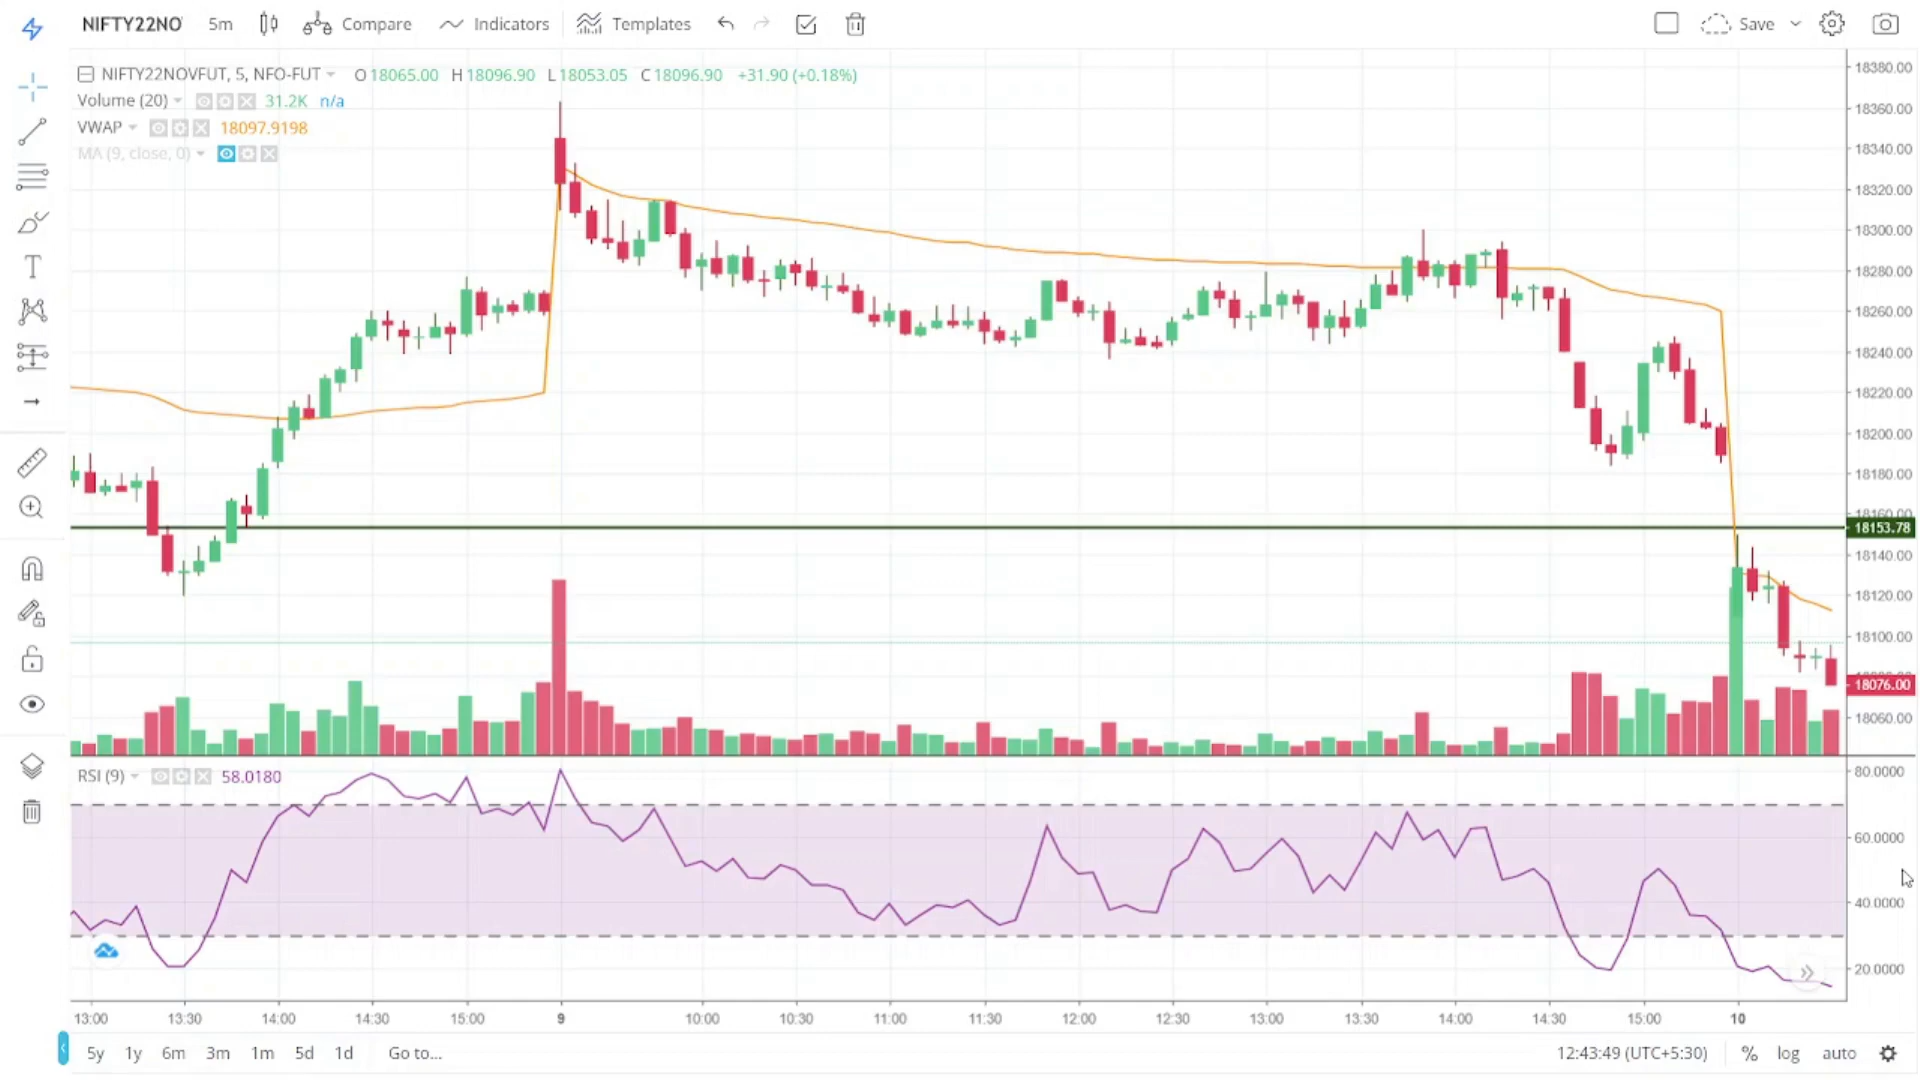 NIFTY22NO 5m Compare Indicators Templates Save
NIFTY22NOVFUT, 5, NFO-FUT O 18065.00 H 18096.90 L 18053.05 C 18096.90 +31.90 (+0.18%)
Volume (20) 31.2K n/a
VWAP 18097.9198
MA (9, close, 0)
T
18380.00
18360.00
18340.00
18320.00
18300.00
18280.00
18260.00
18240.00
18220.00
18200.00
18180.00
18160.00
18153.78
18140.00
18120.00
18100.00
18076.00
18060.00
RSI (9) 58.0180
80.0000
60.0000
40.0000
20.0000
13:00 13:30 14:00 14:30 15:00 9 10:00 10:30 11:00 11:30 12:00 12:30 13:00 13:30 14:00 14:30 15:00 10
5y 1y 6m 3m 1m 5d 1d Go to... 12:43:49 (UTC+5:30) % log auto